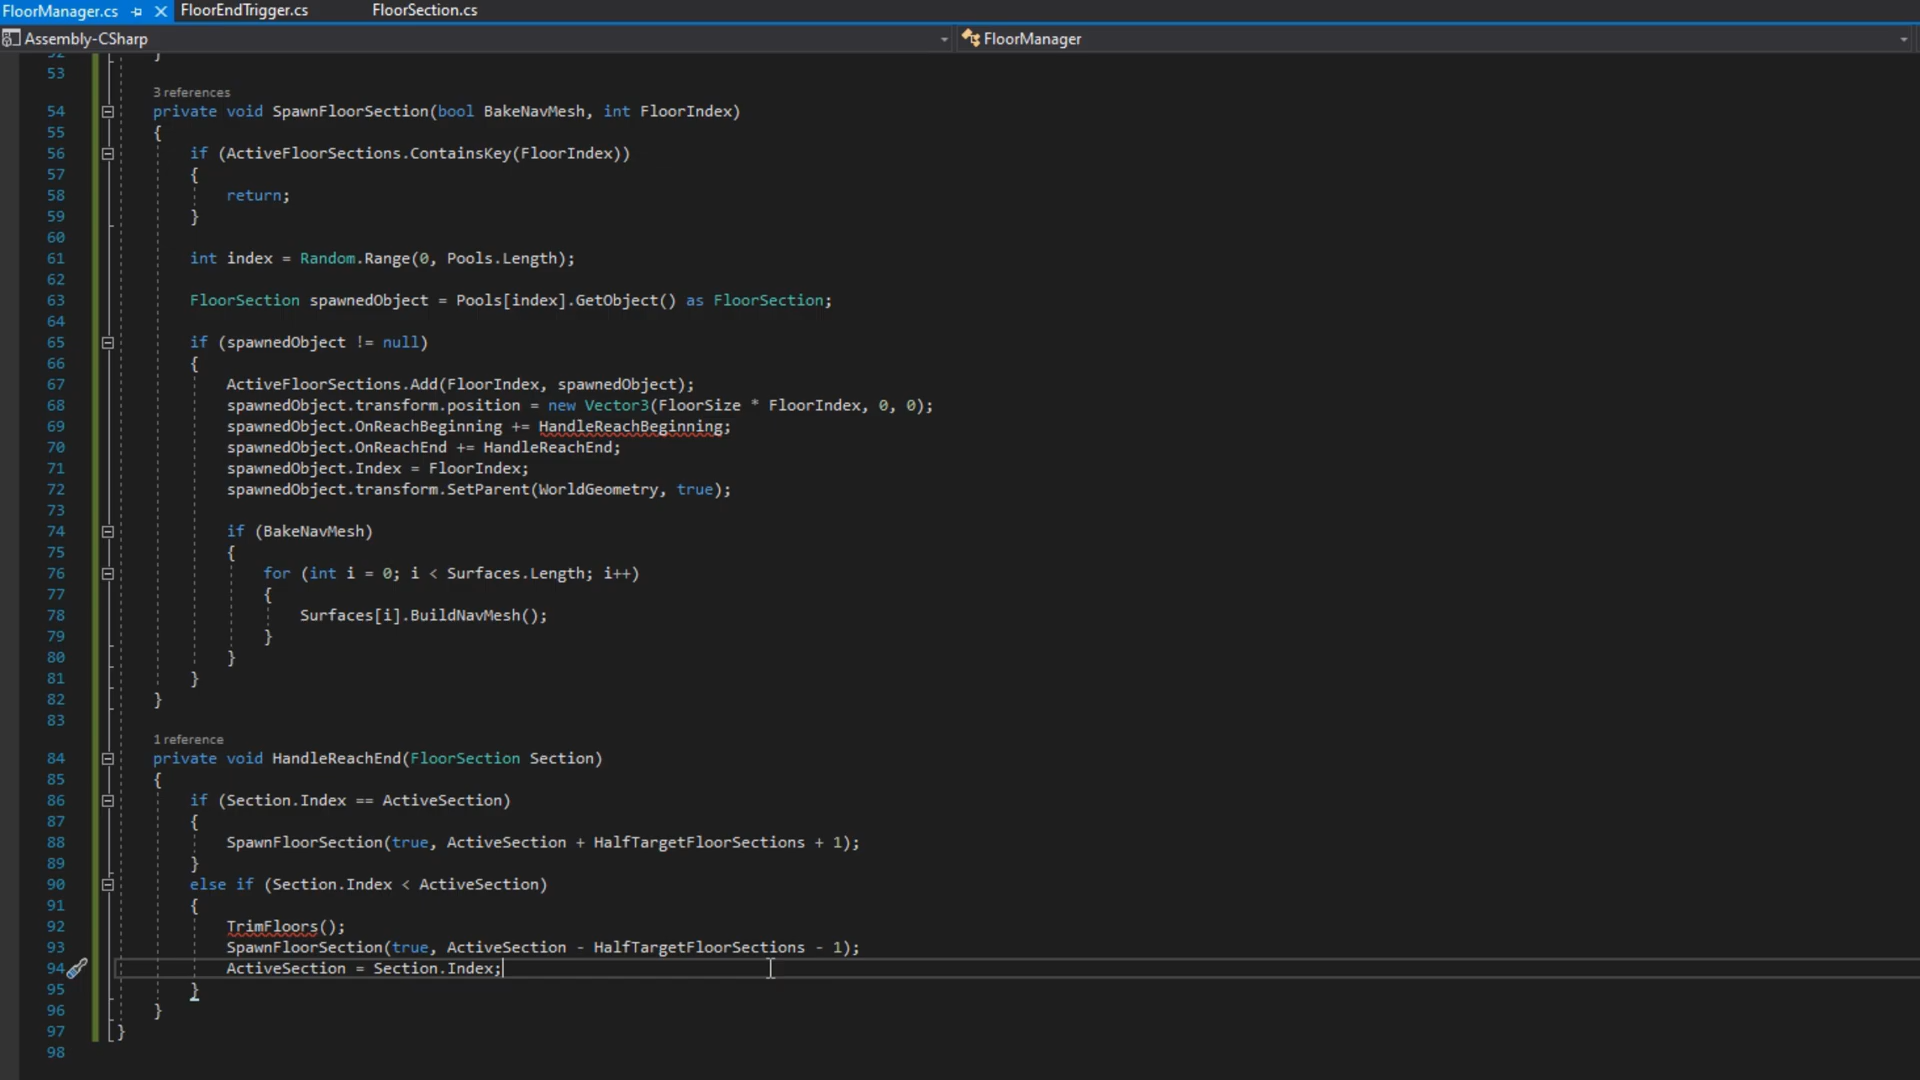 FloorManager.cs FloorEndTrigger.cs FloorSection.cs
Assembly-CSharp FloorManager
52 }
53
3 references
54 private void SpawnFloorSection(bool BakeNavMesh, int FloorIndex)
55 {
56 if (ActiveFloorSections.ContainsKey(FloorIndex))
57 {
58 return;
59 }
60
61 int index = Random.Range(0, Pools.Length);
62
63 FloorSection spawnedObject = Pools[index].GetObject() as FloorSection;
64
65 if (spawnedObject != null)
66 {
67 ActiveFloorSections.Add(FloorIndex, spawnedObject);
68 spawnedObject.transform.position = new Vector3(FloorSize * FloorIndex, 0, 0);
69 spawnedObject.OnReachBeginning += HandleReachBeginning;
70 spawnedObject.OnReachEnd += HandleReachEnd;
71 spawnedObject.Index = FloorIndex;
72 spawnedObject.transform.SetParent(WorldGeometry, true);
73
74 if (BakeNavMesh)
75 {
76 for (int i = 0; i < Surfaces.Length; i++)
77 {
78 Surfaces[i].BuildNavMesh();
79 }
80 }
81 }
82 }
83
1 reference
84 private void HandleReachEnd(FloorSection Section)
85 {
86 if (Section.Index == ActiveSection)
87 {
88 SpawnFloorSection(true, ActiveSection + HalfTargetFloorSections + 1);
89 }
90 else if (Section.Index < ActiveSection)
91 {
92 TrimFloors();
93 SpawnFloorSection(true, ActiveSection - HalfTargetFloorSections - 1);
94 ActiveSection = Section.Index;
95 }
96 }
97 }
98